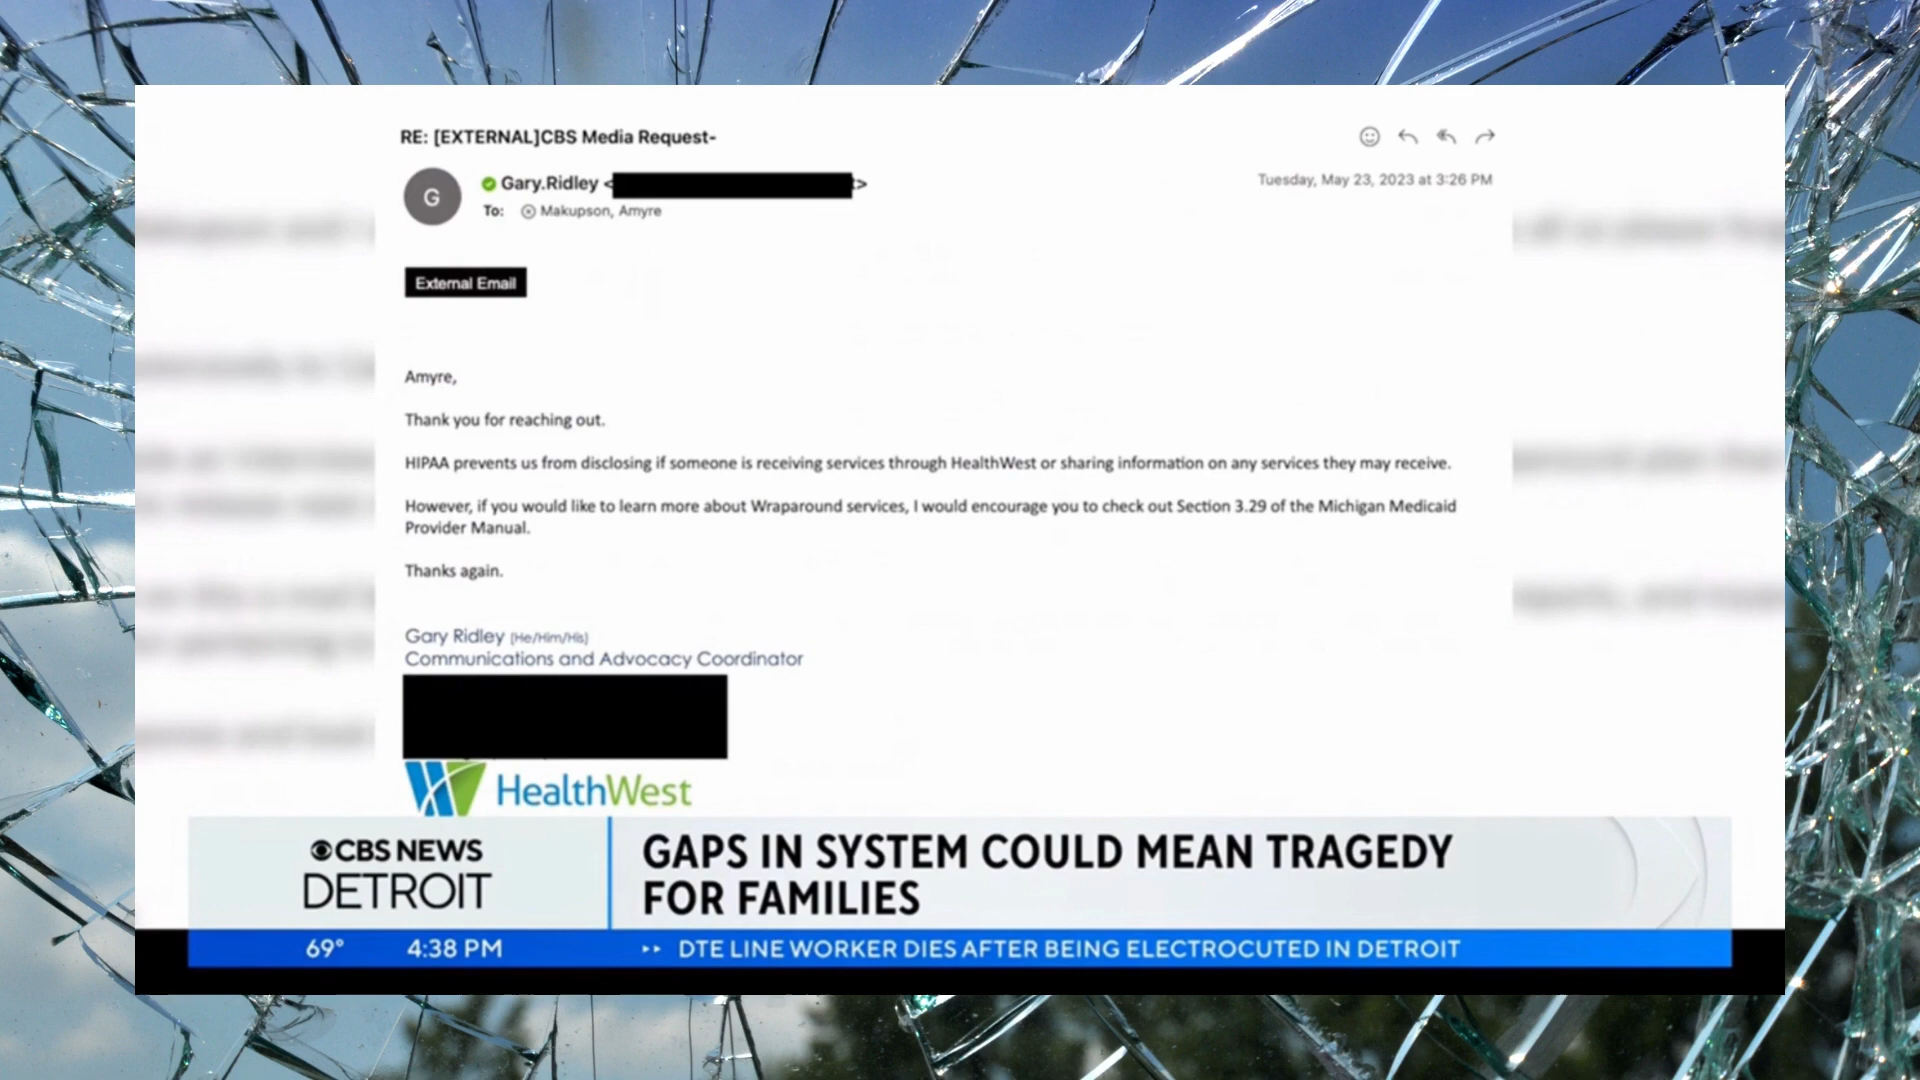 RE: [EXTERNAL]CBS Media Request-
G
Gary.Ridley < >
Tuesday, May 23, 2023 at 3:26 PM
To: Makupson, Amyre
External Email
Amyre,
Thank you for reaching out.
HIPAA prevents us from disclosing if someone is receiving services through HealthWest or sharing information on any services they may receive.
However, if you would like to learn more about Wraparound services, I would encourage you to check out Section 3.29 of the Michigan Medicaid
Provider Manual.
Thanks again.
Gary Ridley (He/Him/His)
Communications and Advocacy Coordinator
HealthWest
CBS NEWS
DETROIT
GAPS IN SYSTEM COULD MEAN TRAGEDY
FOR FAMILIES
69° 4:38 PM
DTE LINE WORKER DIES AFTER BEING ELECTROCUTED IN DETROIT